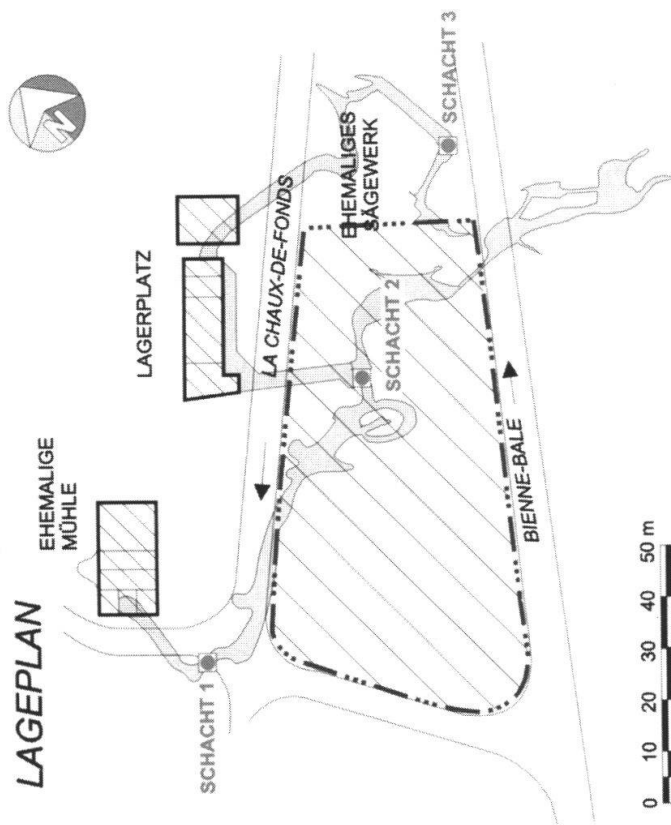 LAGEPLAN
EHEMALIGE
MÜHLE
LAGERPLATZ
N
SCHACHT 1
LA CHAUX-DE-FONDS
EHEMALIGES
SÄGEWERK
SCHACHT 2
SCHACHT 3
BIENNE-BALE
0 10 20 30 40 50 m